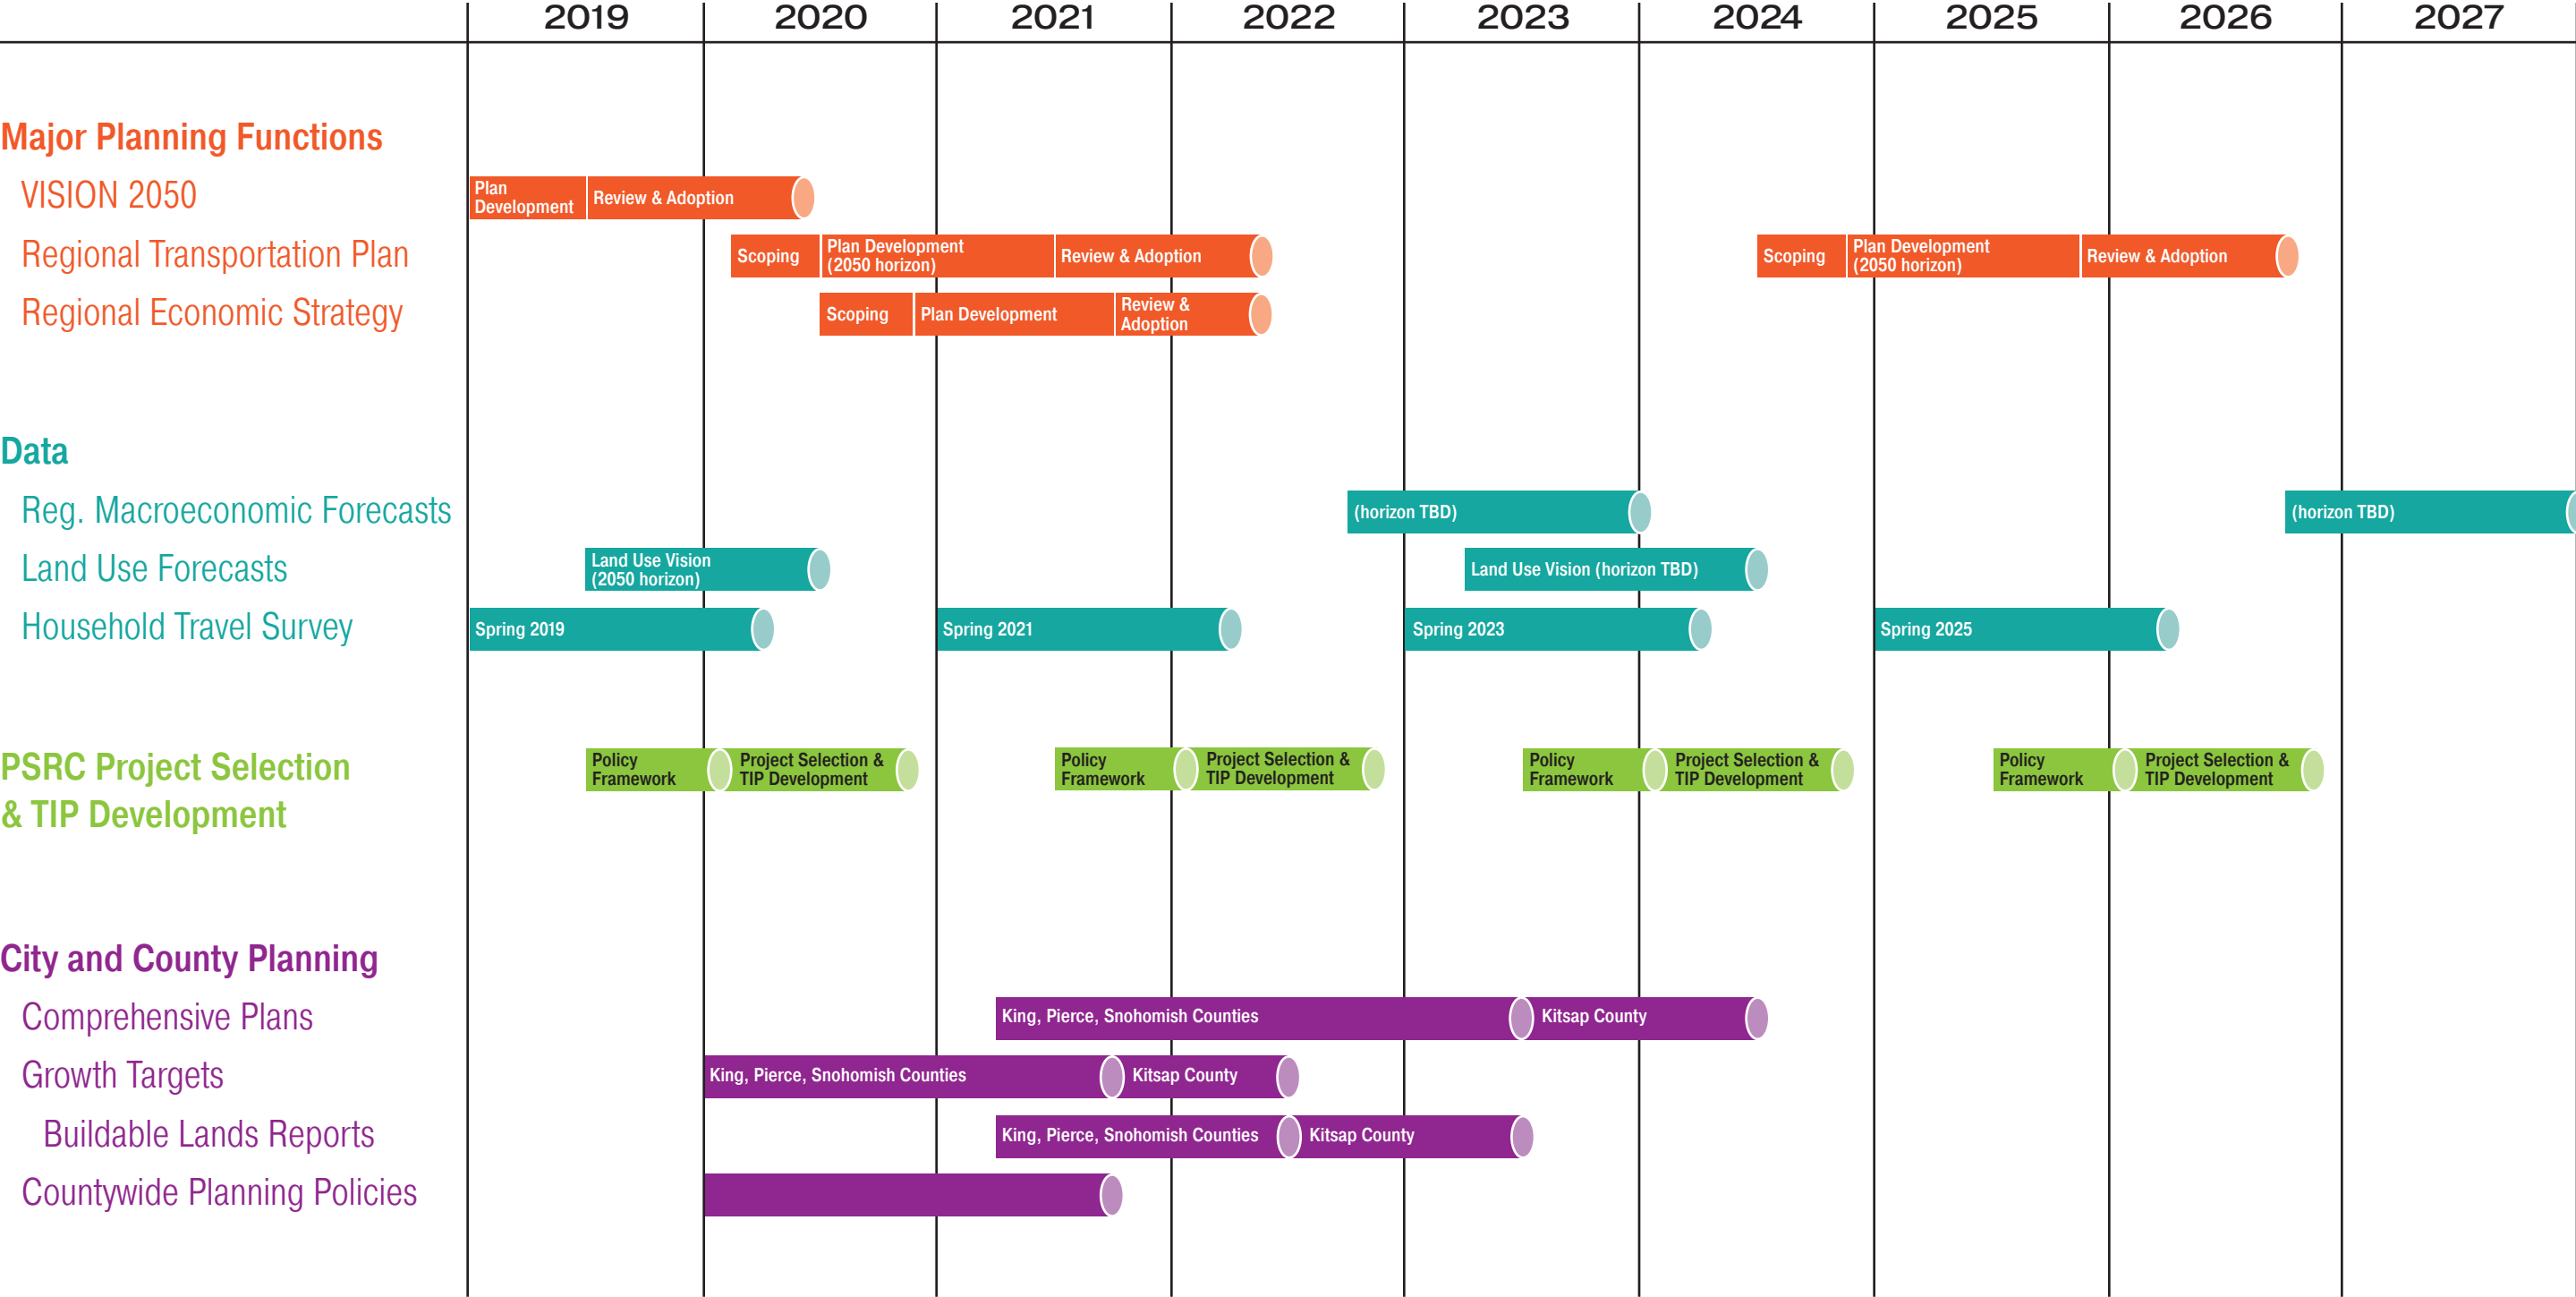 2019 2020 2021 2022 2023 2024 2025 2026 2027
Major Planning Functions
VISION 2050
Plan
Development
Review & Adoption
Regional Transportation Plan
Scoping
Plan Development
(2050 horizon)
Review & Adoption
Scoping
Plan Development
(2050 horizon)
Review & Adoption
Regional Economic Strategy
Scoping
Plan Development
Review &
Adoption
Data
Reg. Macroeconomic Forecasts
(horizon TBD)
(horizon TBD)
Land Use Forecasts
Land Use Vision
(2050 horizon)
Land Use Vision (horizon TBD)
Household Travel Survey
Spring 2019
Spring 2021
Spring 2023
Spring 2025
PSRC Project Selection
& TIP Development
Policy
Framework
Project Selection &
TIP Development
Policy
Framework
Project Selection &
TIP Development
Policy
Framework
Project Selection &
TIP Development
Policy
Framework
Project Selection &
TIP Development
City and County Planning
Comprehensive Plans
King, Pierce, Snohomish Counties
Kitsap County
Growth Targets
King, Pierce, Snohomish Counties
Kitsap County
Buildable Lands Reports
King, Pierce, Snohomish Counties
Kitsap County
Countywide Planning Policies